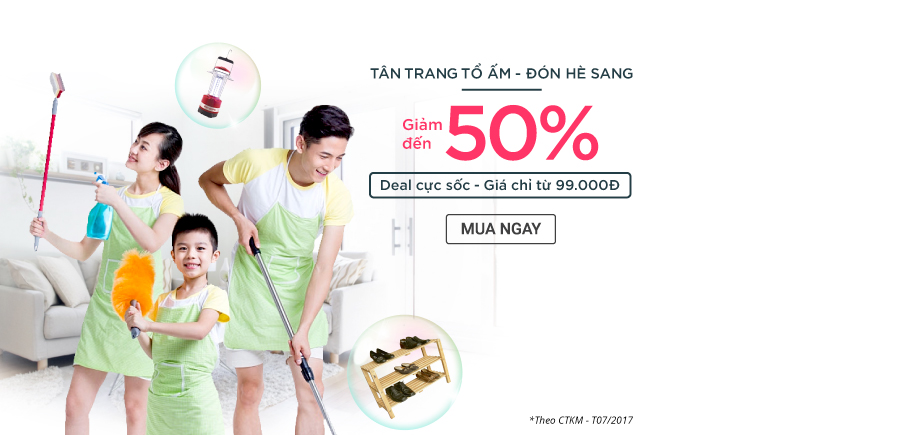 TÂN TRANG TỔ ẤM - ĐÓN HÈ SANG
Giảm
đến
50%
Deal cực sốc - Giá chỉ từ 99.000Đ
MUA NGAY
*Theo CTKM - T07/2017